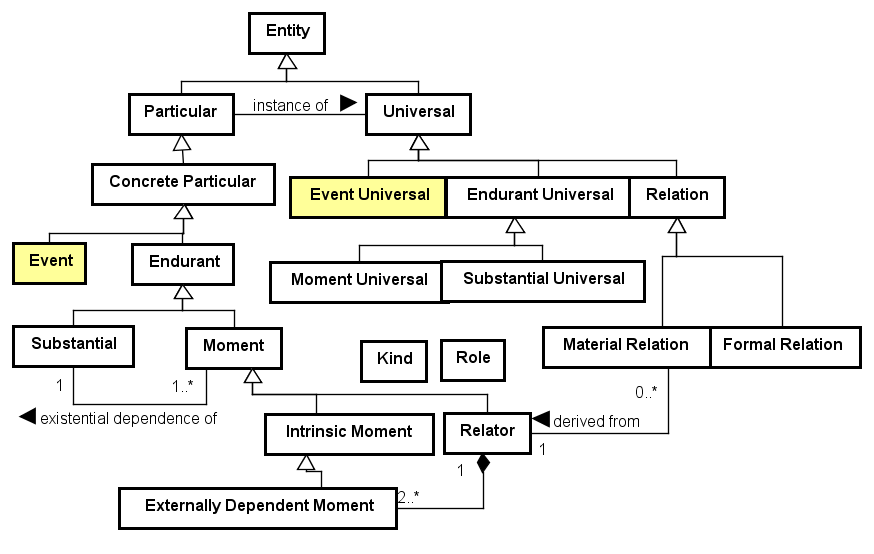 Entity
Particular
instance of
Universal
Concrete Particular
Event Universal
Endurant Universal
Relation
Event
Endurant
Moment Universal
Substantial Universal
Substantial
Moment
Kind
Role
Material Relation
Formal Relation
1
1..*
0..*
existential dependence of
derived from
Intrinsic Moment
Relator
1
1
Externally Dependent Moment
2..*